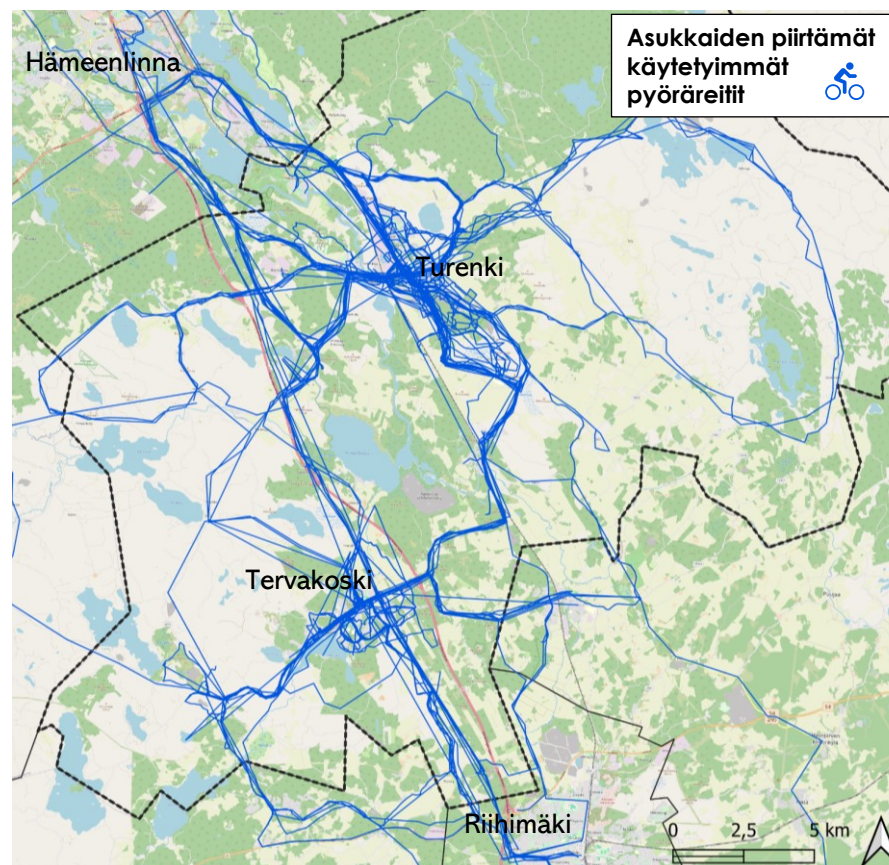 Asukkaiden piirtämät
käytetyimmät
pyöräreitit
Hämeenlinna
Turenki
Tervakoski
Riihimäki
0 2,5 5 km